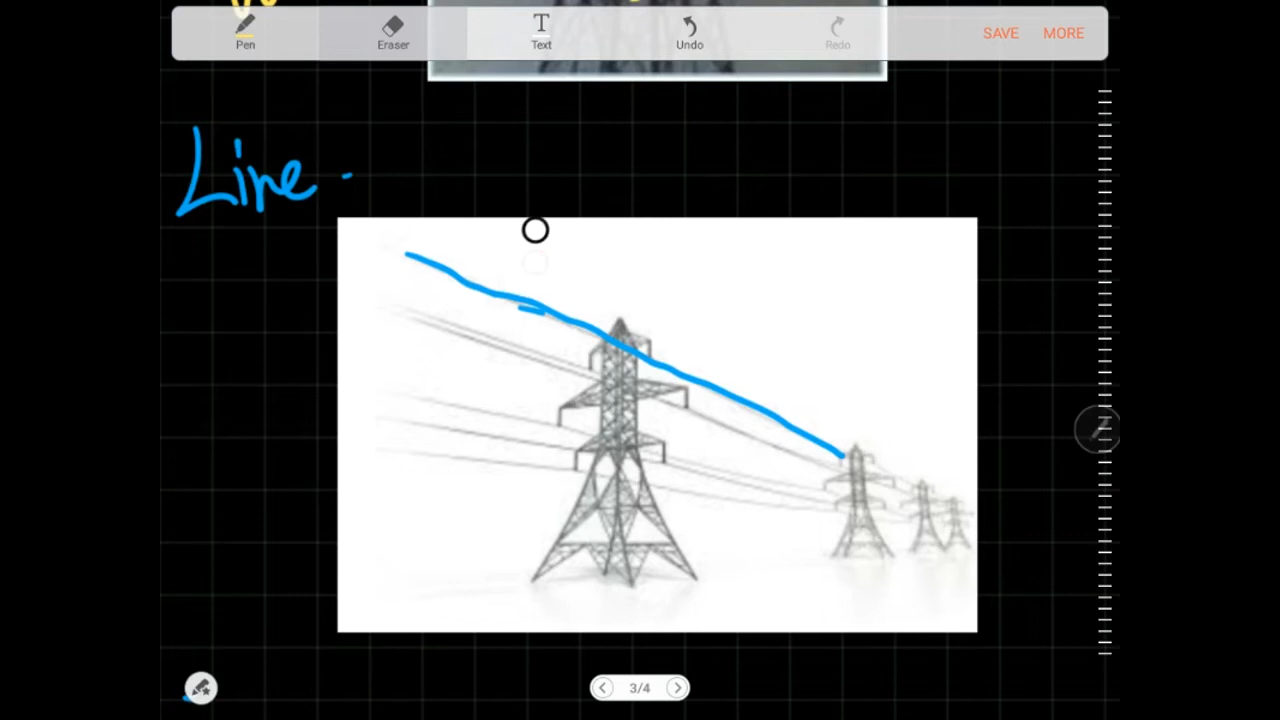 Pen
Eraser
T
Text
Undo
Redo
SAVE
MORE
Line -
3/4